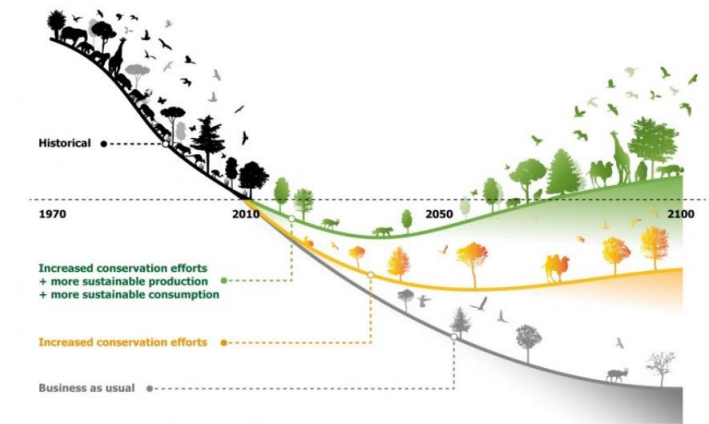 Historical
1970
2010
2050
2100
Increased conservation efforts
+ more sustainable production
+ more sustainable consumption
Increased conservation efforts
Business as usual